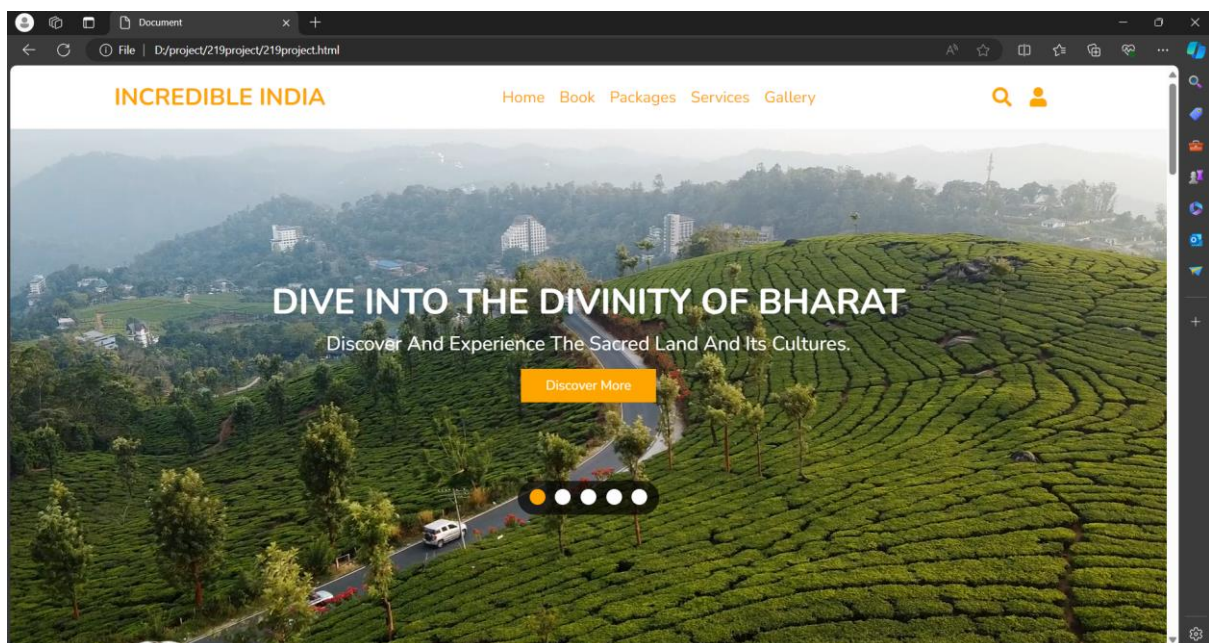 Document
File | D:/project/219project/219project.html
INCREDIBLE INDIA
Home Book Packages Services Gallery
DIVE INTO THE DIVINITY OF BHARAT
Discover And Experience The Sacred Land And Its Cultures.
Discover More